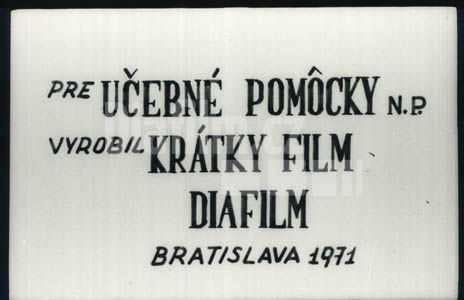 PRE UČEBNÉ POMÔCKY N.P.
VYROBIL KRÁTKY FILM
DIAFILM
BRATISLAVA 1971